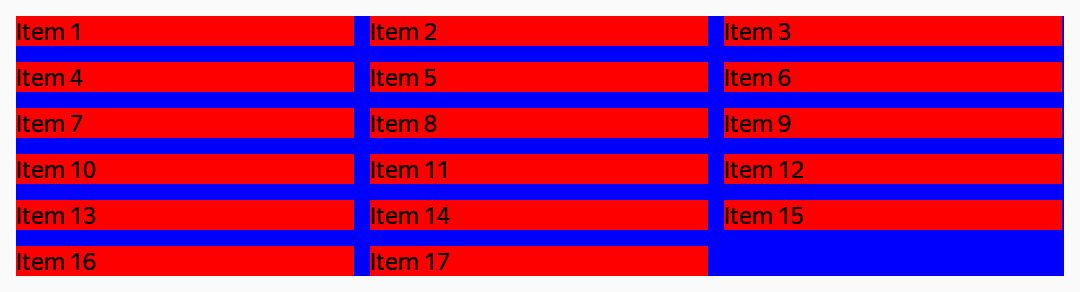 Item 1 Item 2 Item 3
Item 4 Item 5 Item 6
Item 7 Item 8 Item 9
Item 10 Item 11 Item 12
Item 13 Item 14 Item 15
Item 16 Item 17